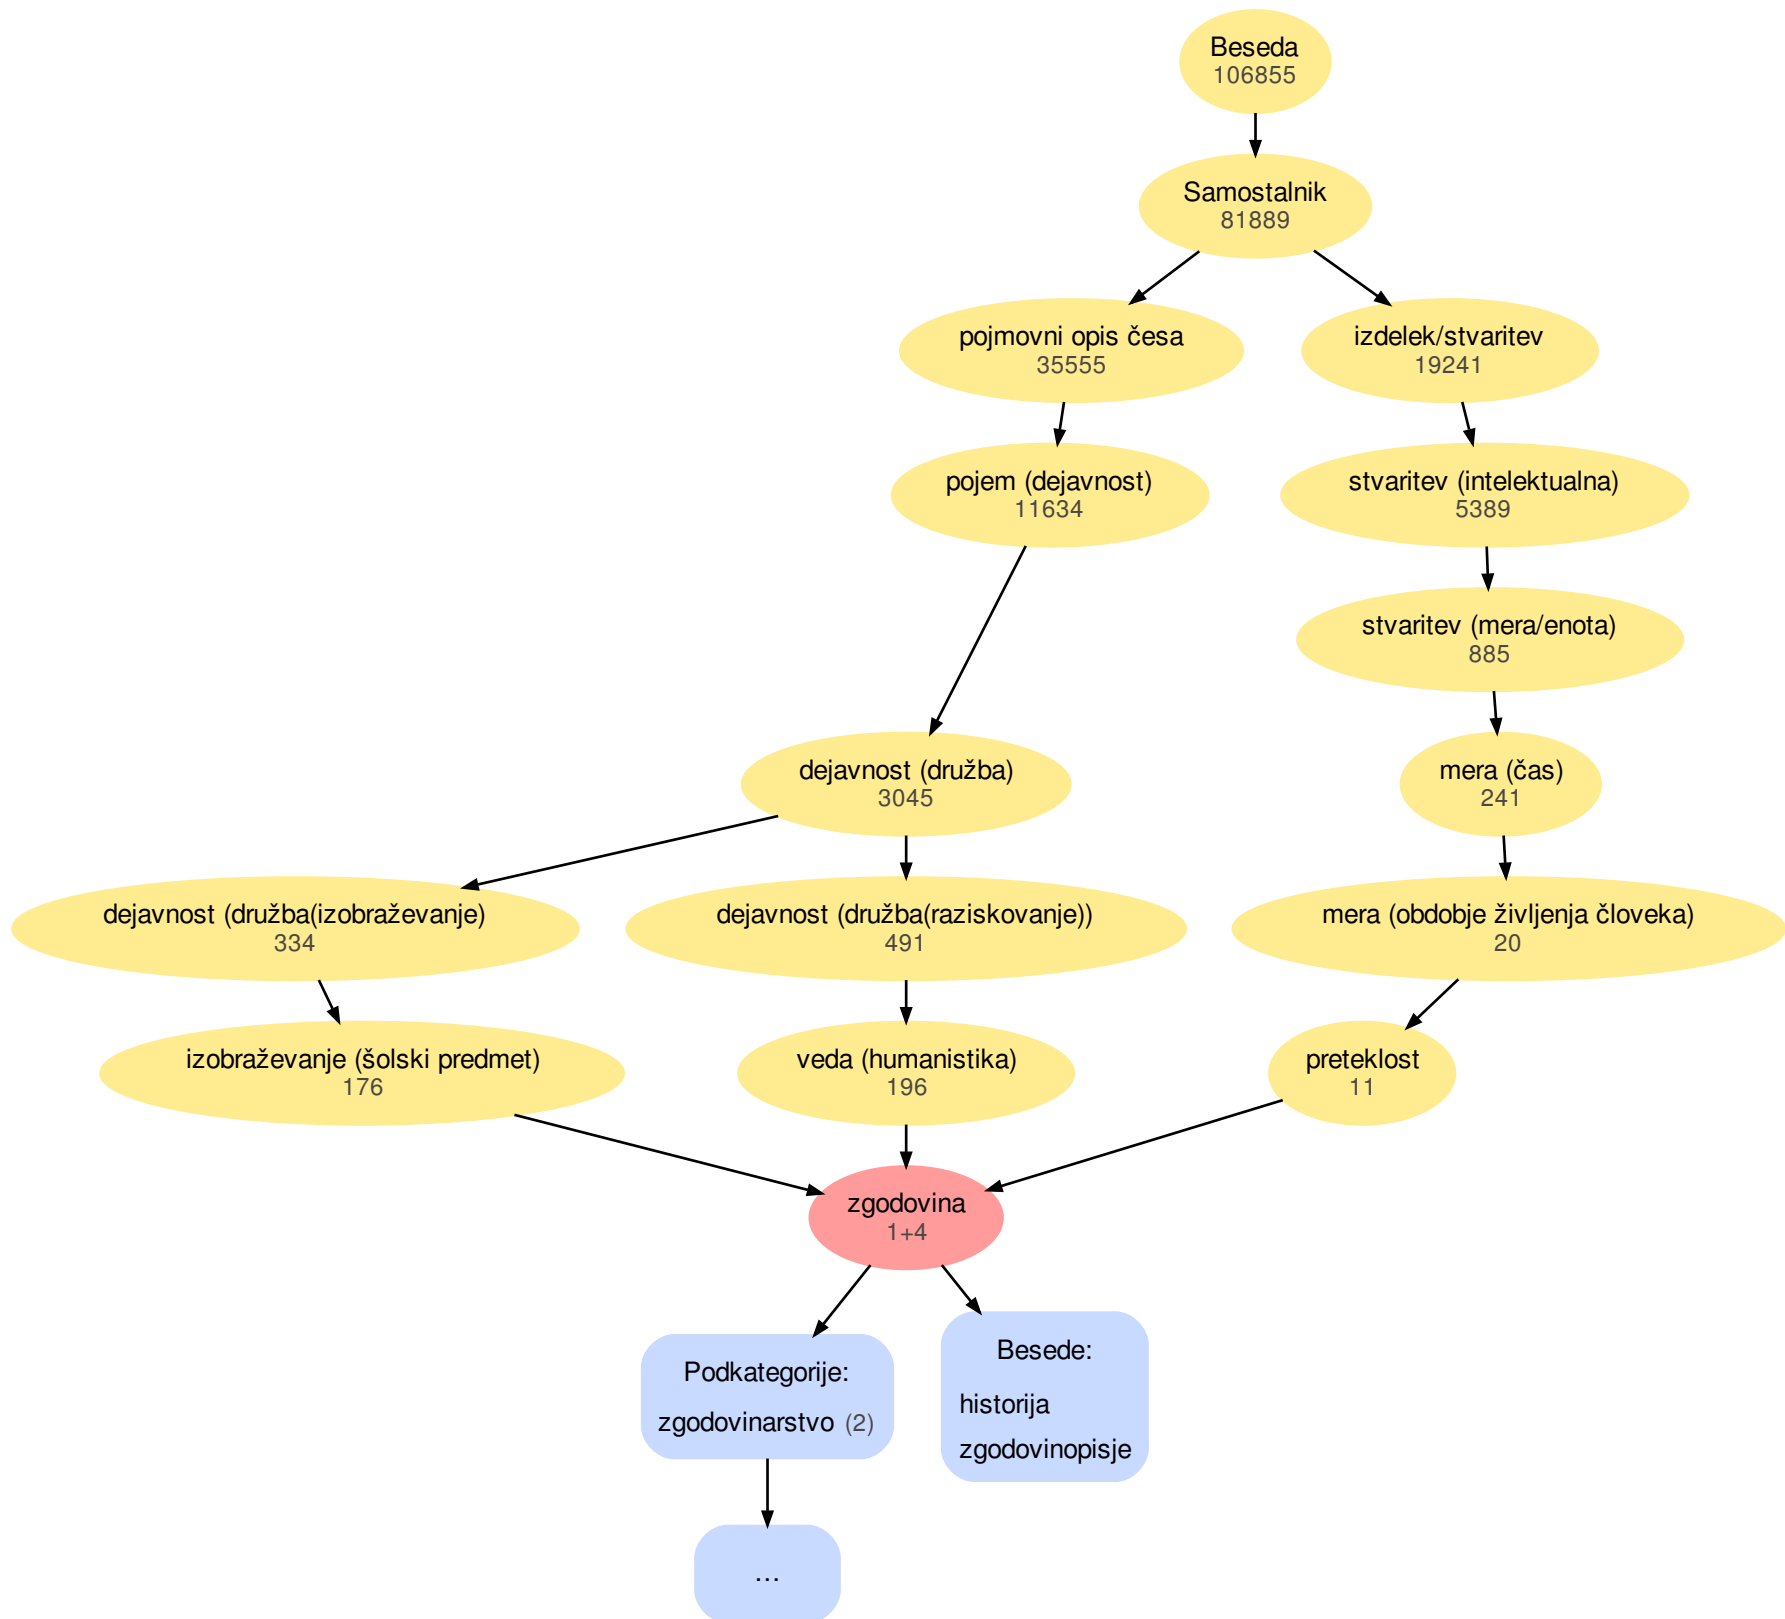 Beseda
106855
Samostalnik
81889
pojmovni opis česa
35555
izdelek/stvaritev
19241
pojem (dejavnost)
11634
stvaritev (intelektualna)
5389
stvaritev (mera/enota)
885
dejavnost (družba)
3045
mera (čas)
241
dejavnost (družba(izobraževanje)
334
dejavnost (družba(raziskovanje))
491
mera (obdobje življenja človeka)
20
izobraževanje (šolski predmet)
176
veda (humanistika)
196
preteklost
11
zgodovina
1+4
Podkategorije:
zgodovinarstvo (2)
Besede:
historija
zgodovinopisje
...